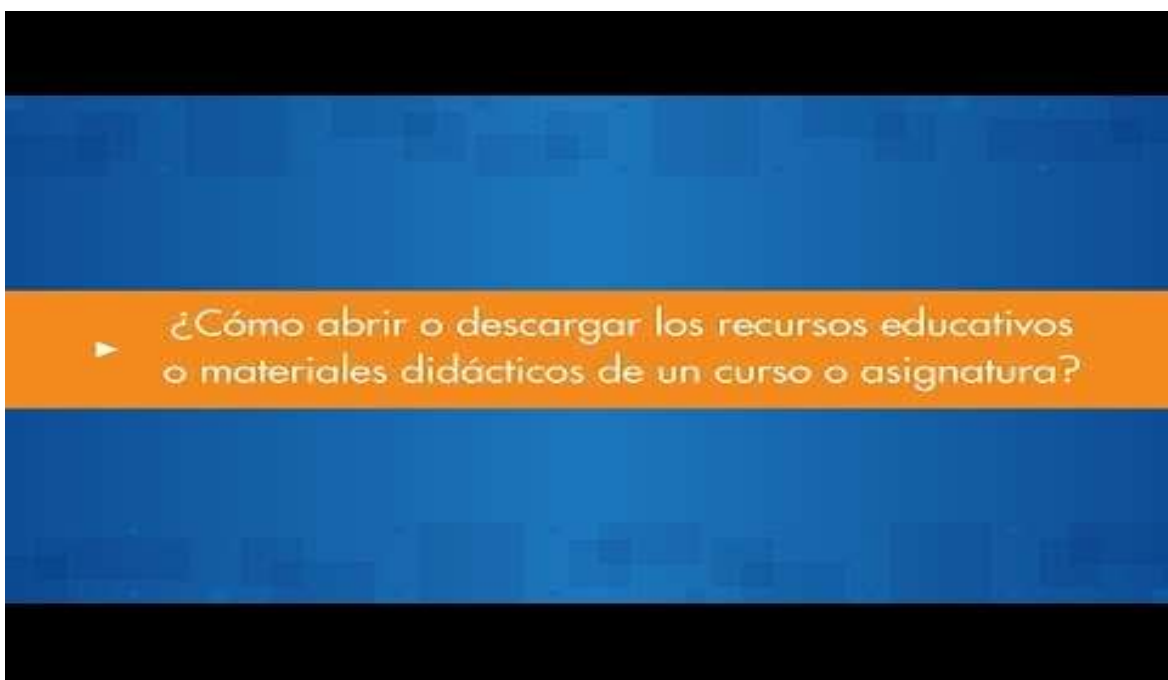 ¿Cómo abrir o descargar los recursos educativos
o materiales didácticos de un curso o asignatura?